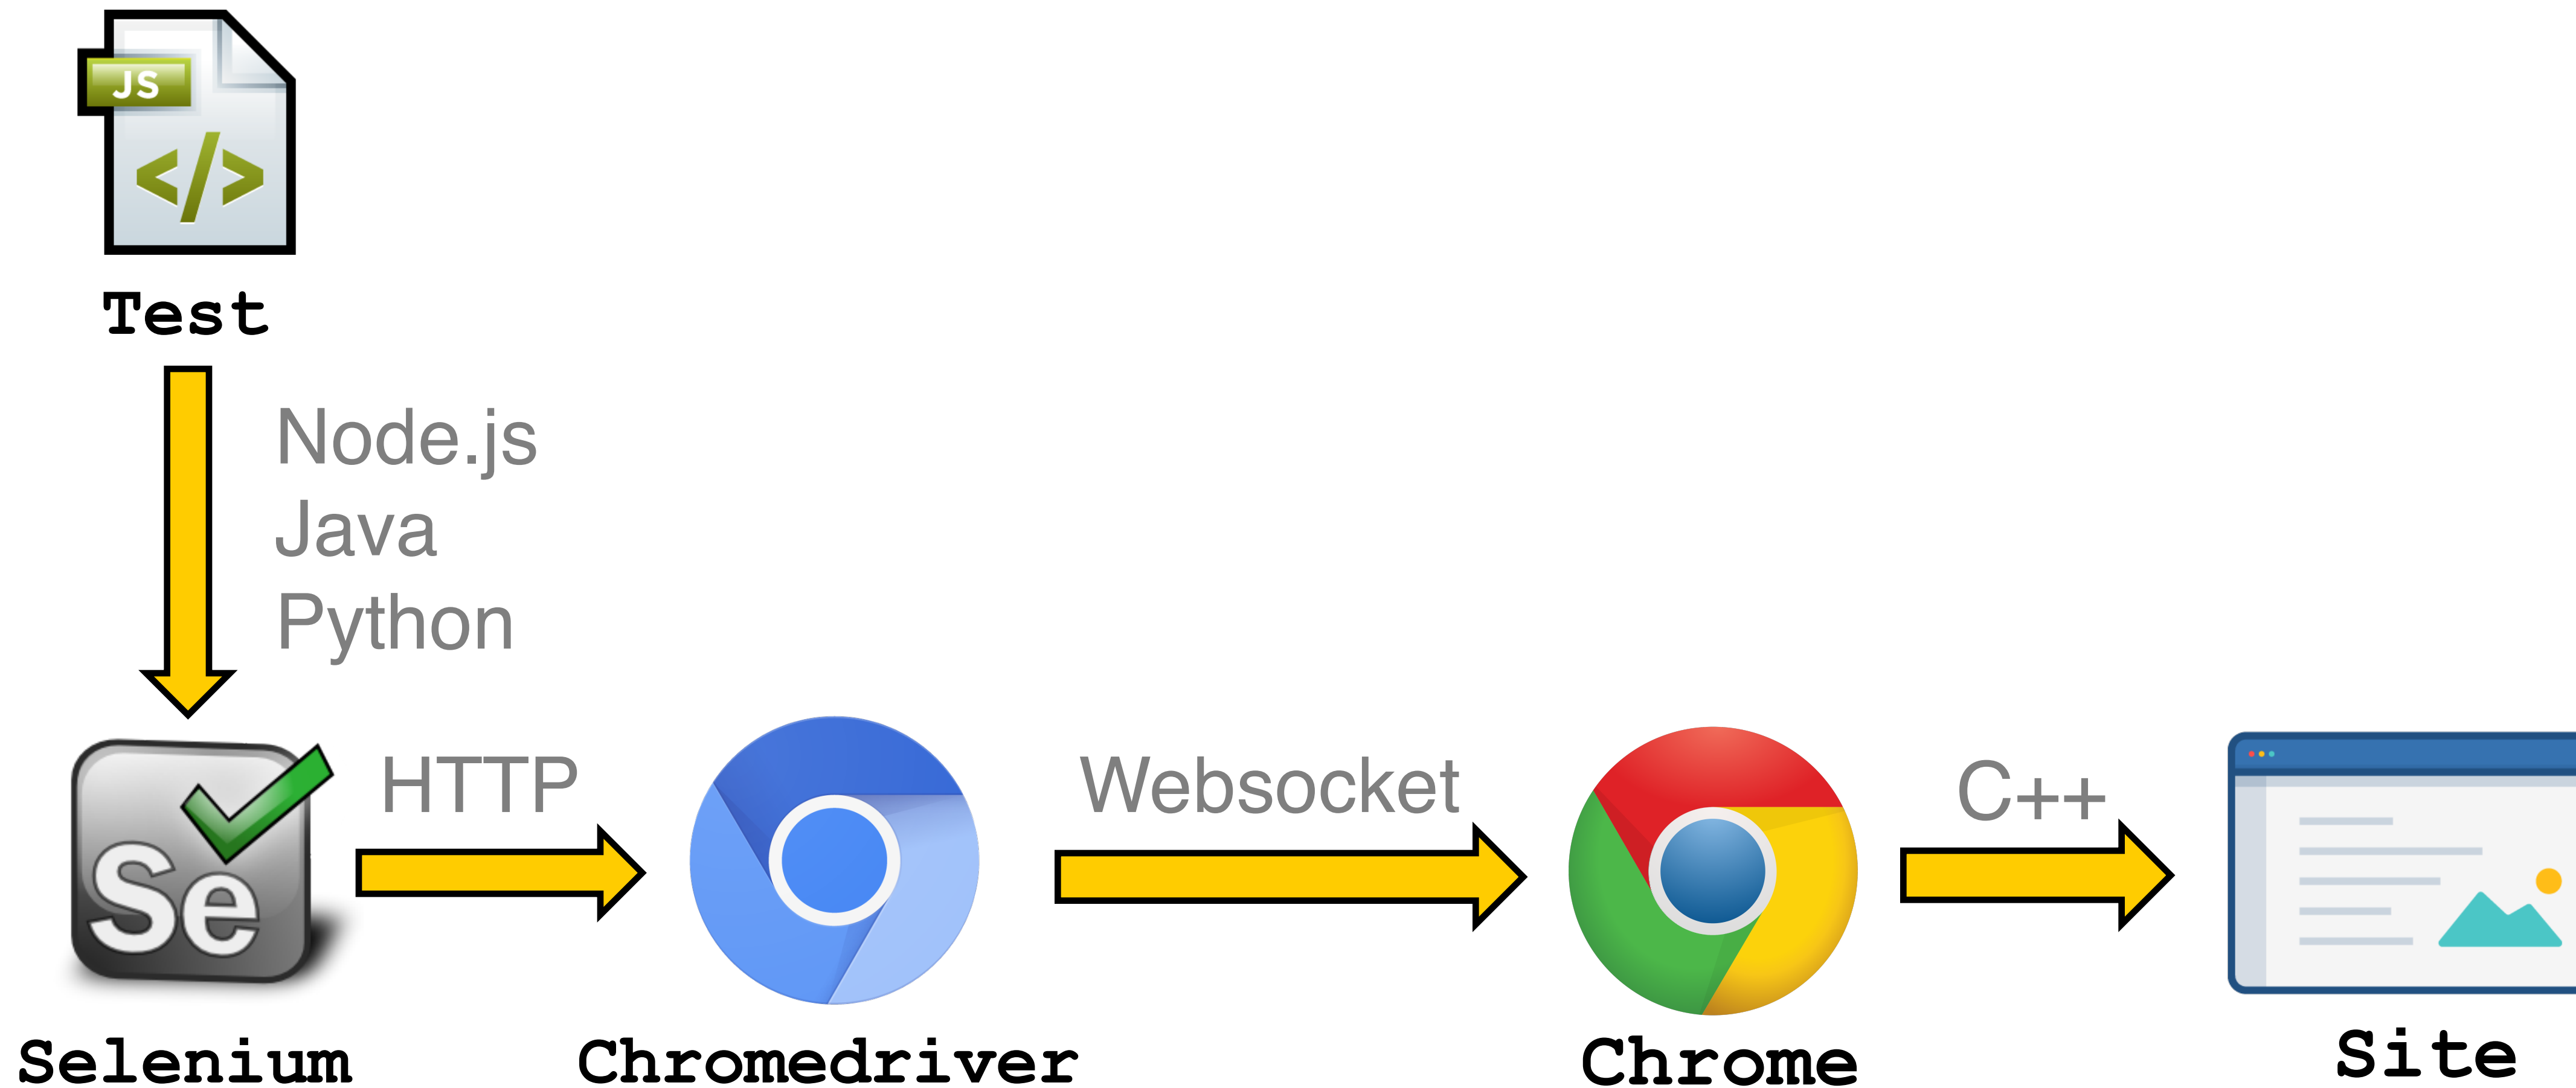 JS
</>
Test
Node.js
Java
Python
HTTP
Websocket
C++
Se
Selenium
Chromedriver
Chrome
Site